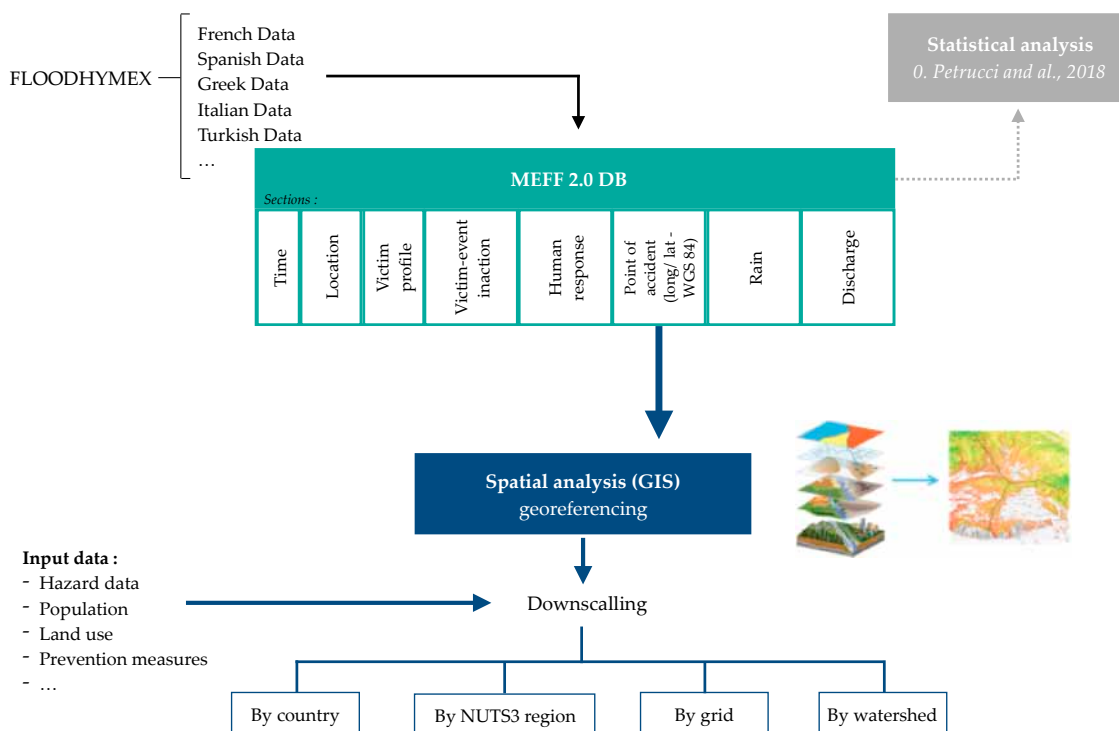 FLOODHYMEX
French Data
Spanish Data
Greek Data
Italian Data
Turkish Data
…
Statistical analysis
0. Petrucci and al., 2018
MEFF 2.0 DB
Sections :
Time
Location
Victim
profile
Victim-event
inaction
Human
response
Point of
accident
(long/ lat -
WGS 84)
Rain
Discharge
Spatial analysis (GIS)
georeferencing
Input data :
- Hazard data
- Population
- Land use
- Prevention measures
- …
Downscalling
By country
By NUTS3 region
By grid
By watershed